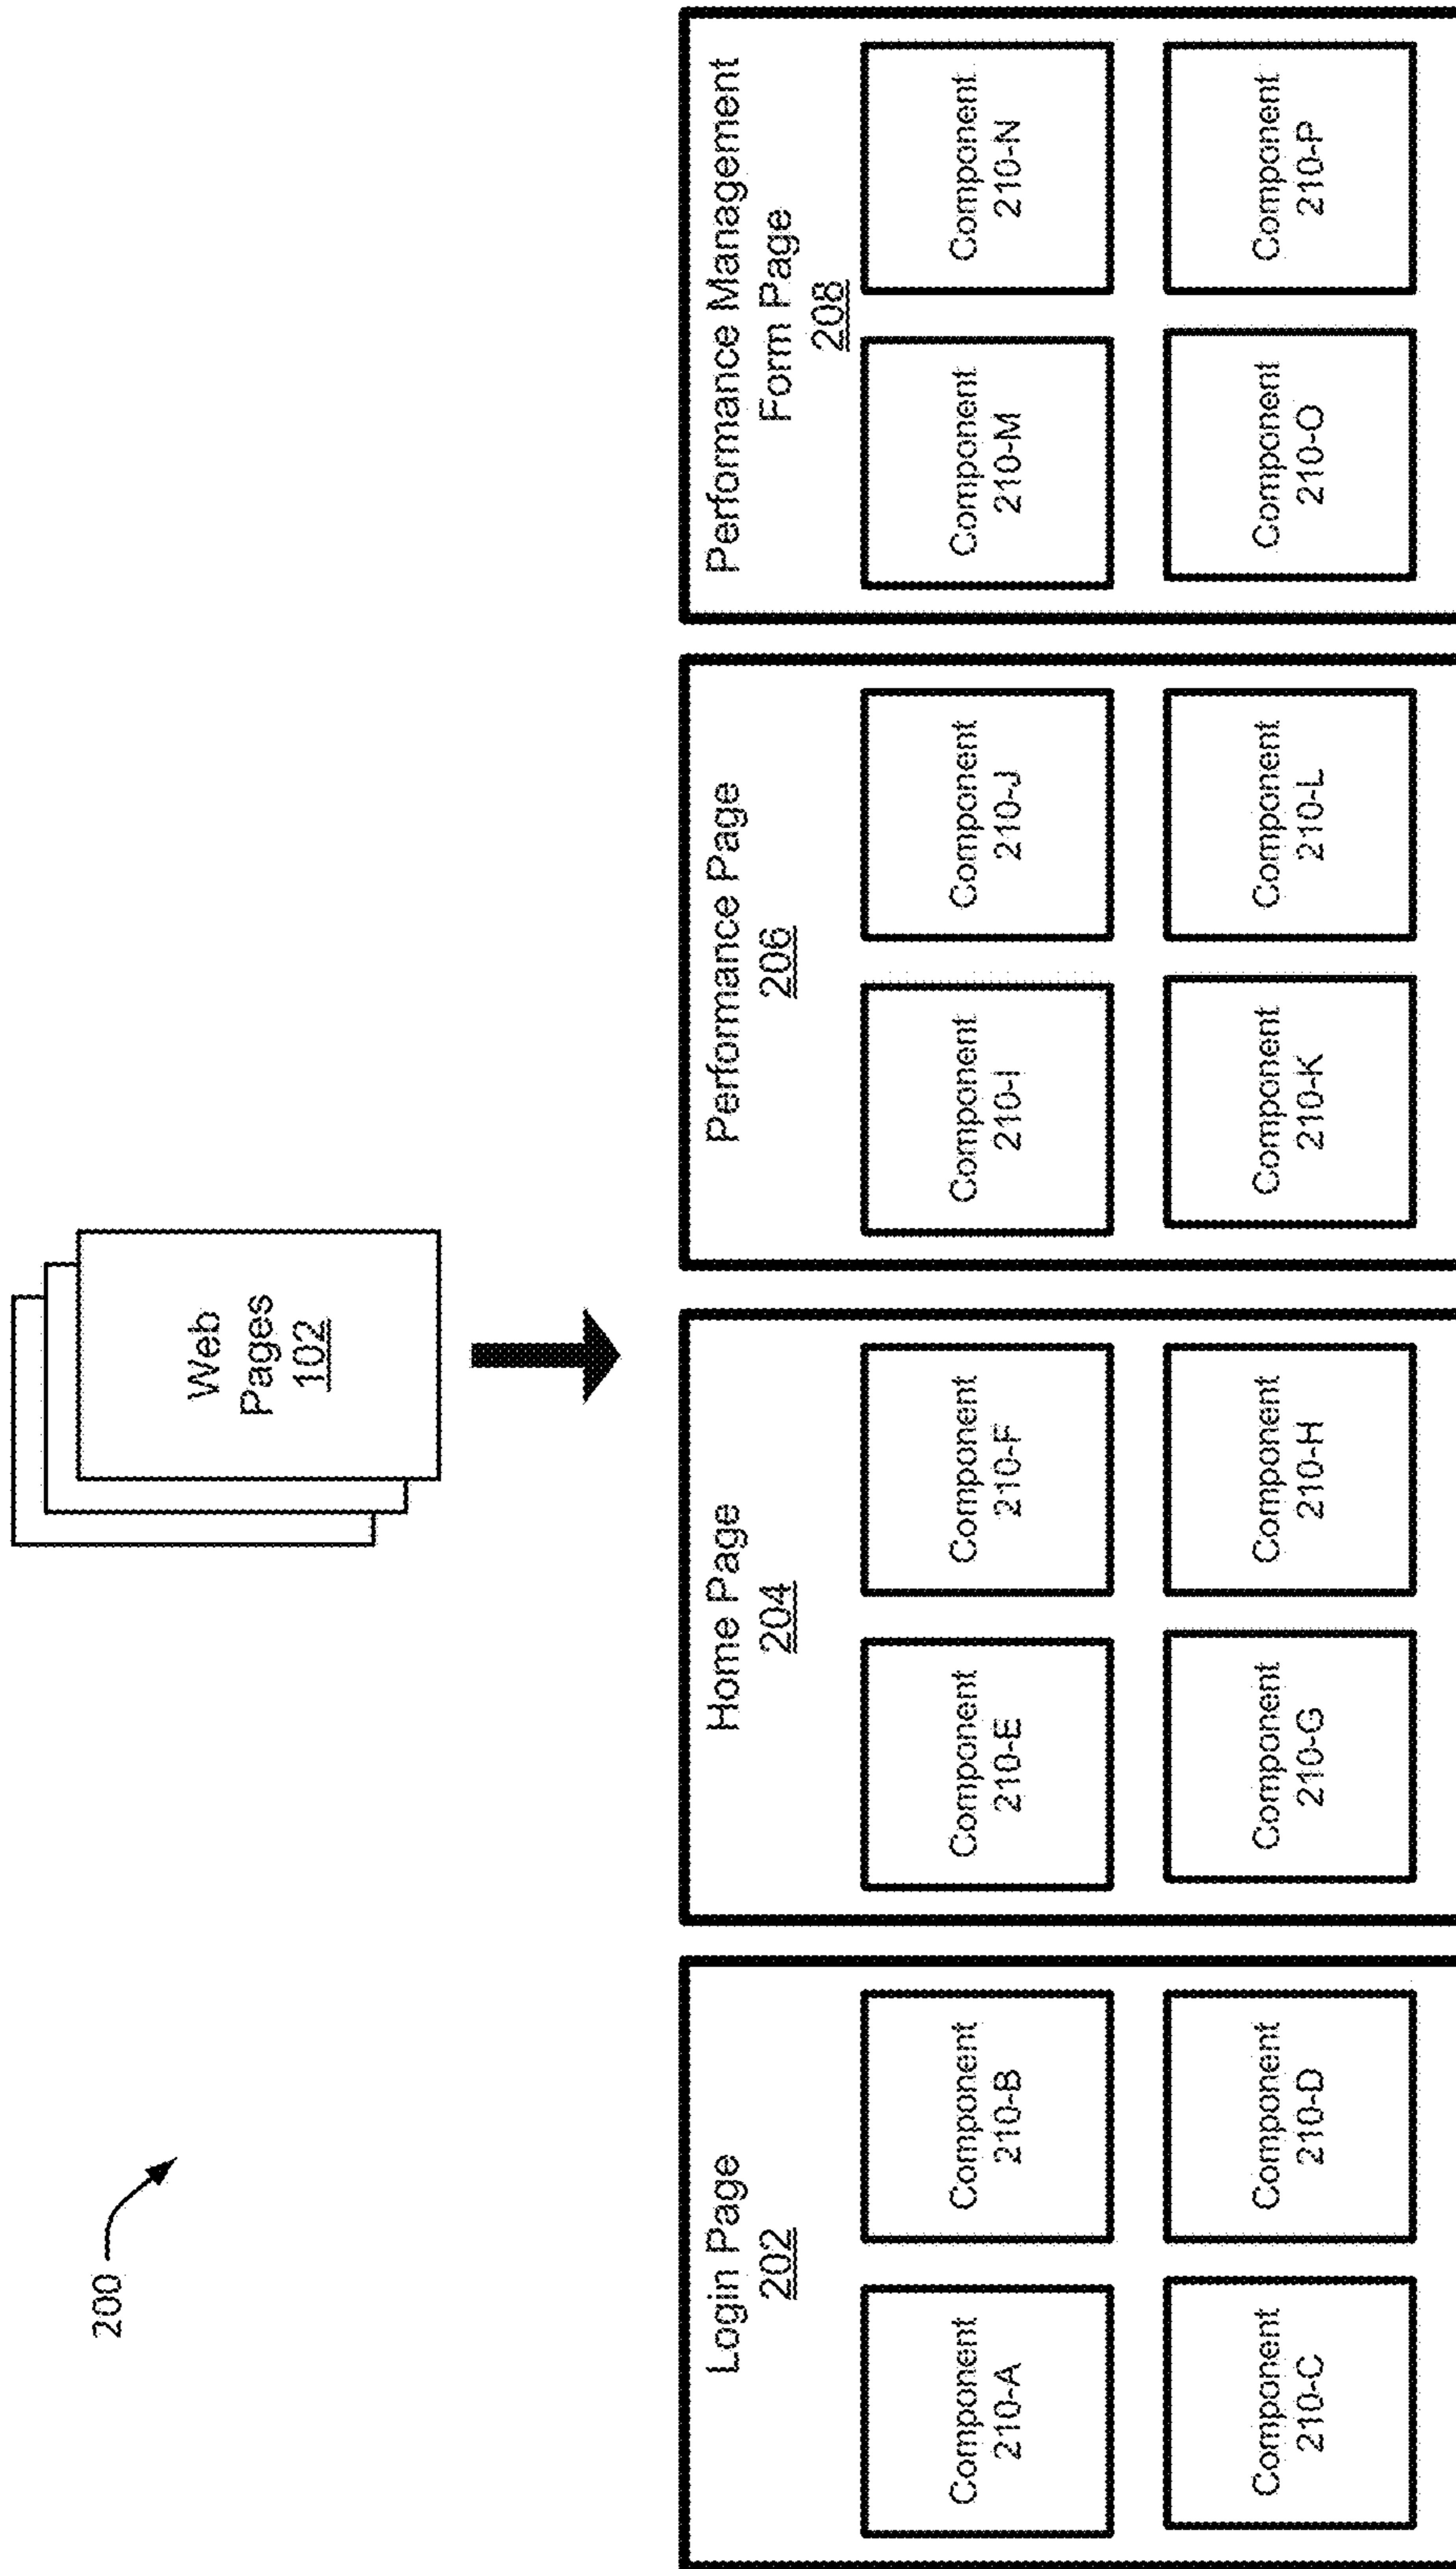 200
Web
Pages
102
Login Page
202
Component
210-A
Component
210-B
Component
210-C
Component
210-D
Home Page
204
Component
210-E
Component
210-F
Component
210-G
Component
210-H
Performance Page
206
Component
210-I
Component
210-J
Component
210-K
Component
210-L
Performance Management
Form Page
208
Component
210-M
Component
210-N
Component
210-O
Component
210-P